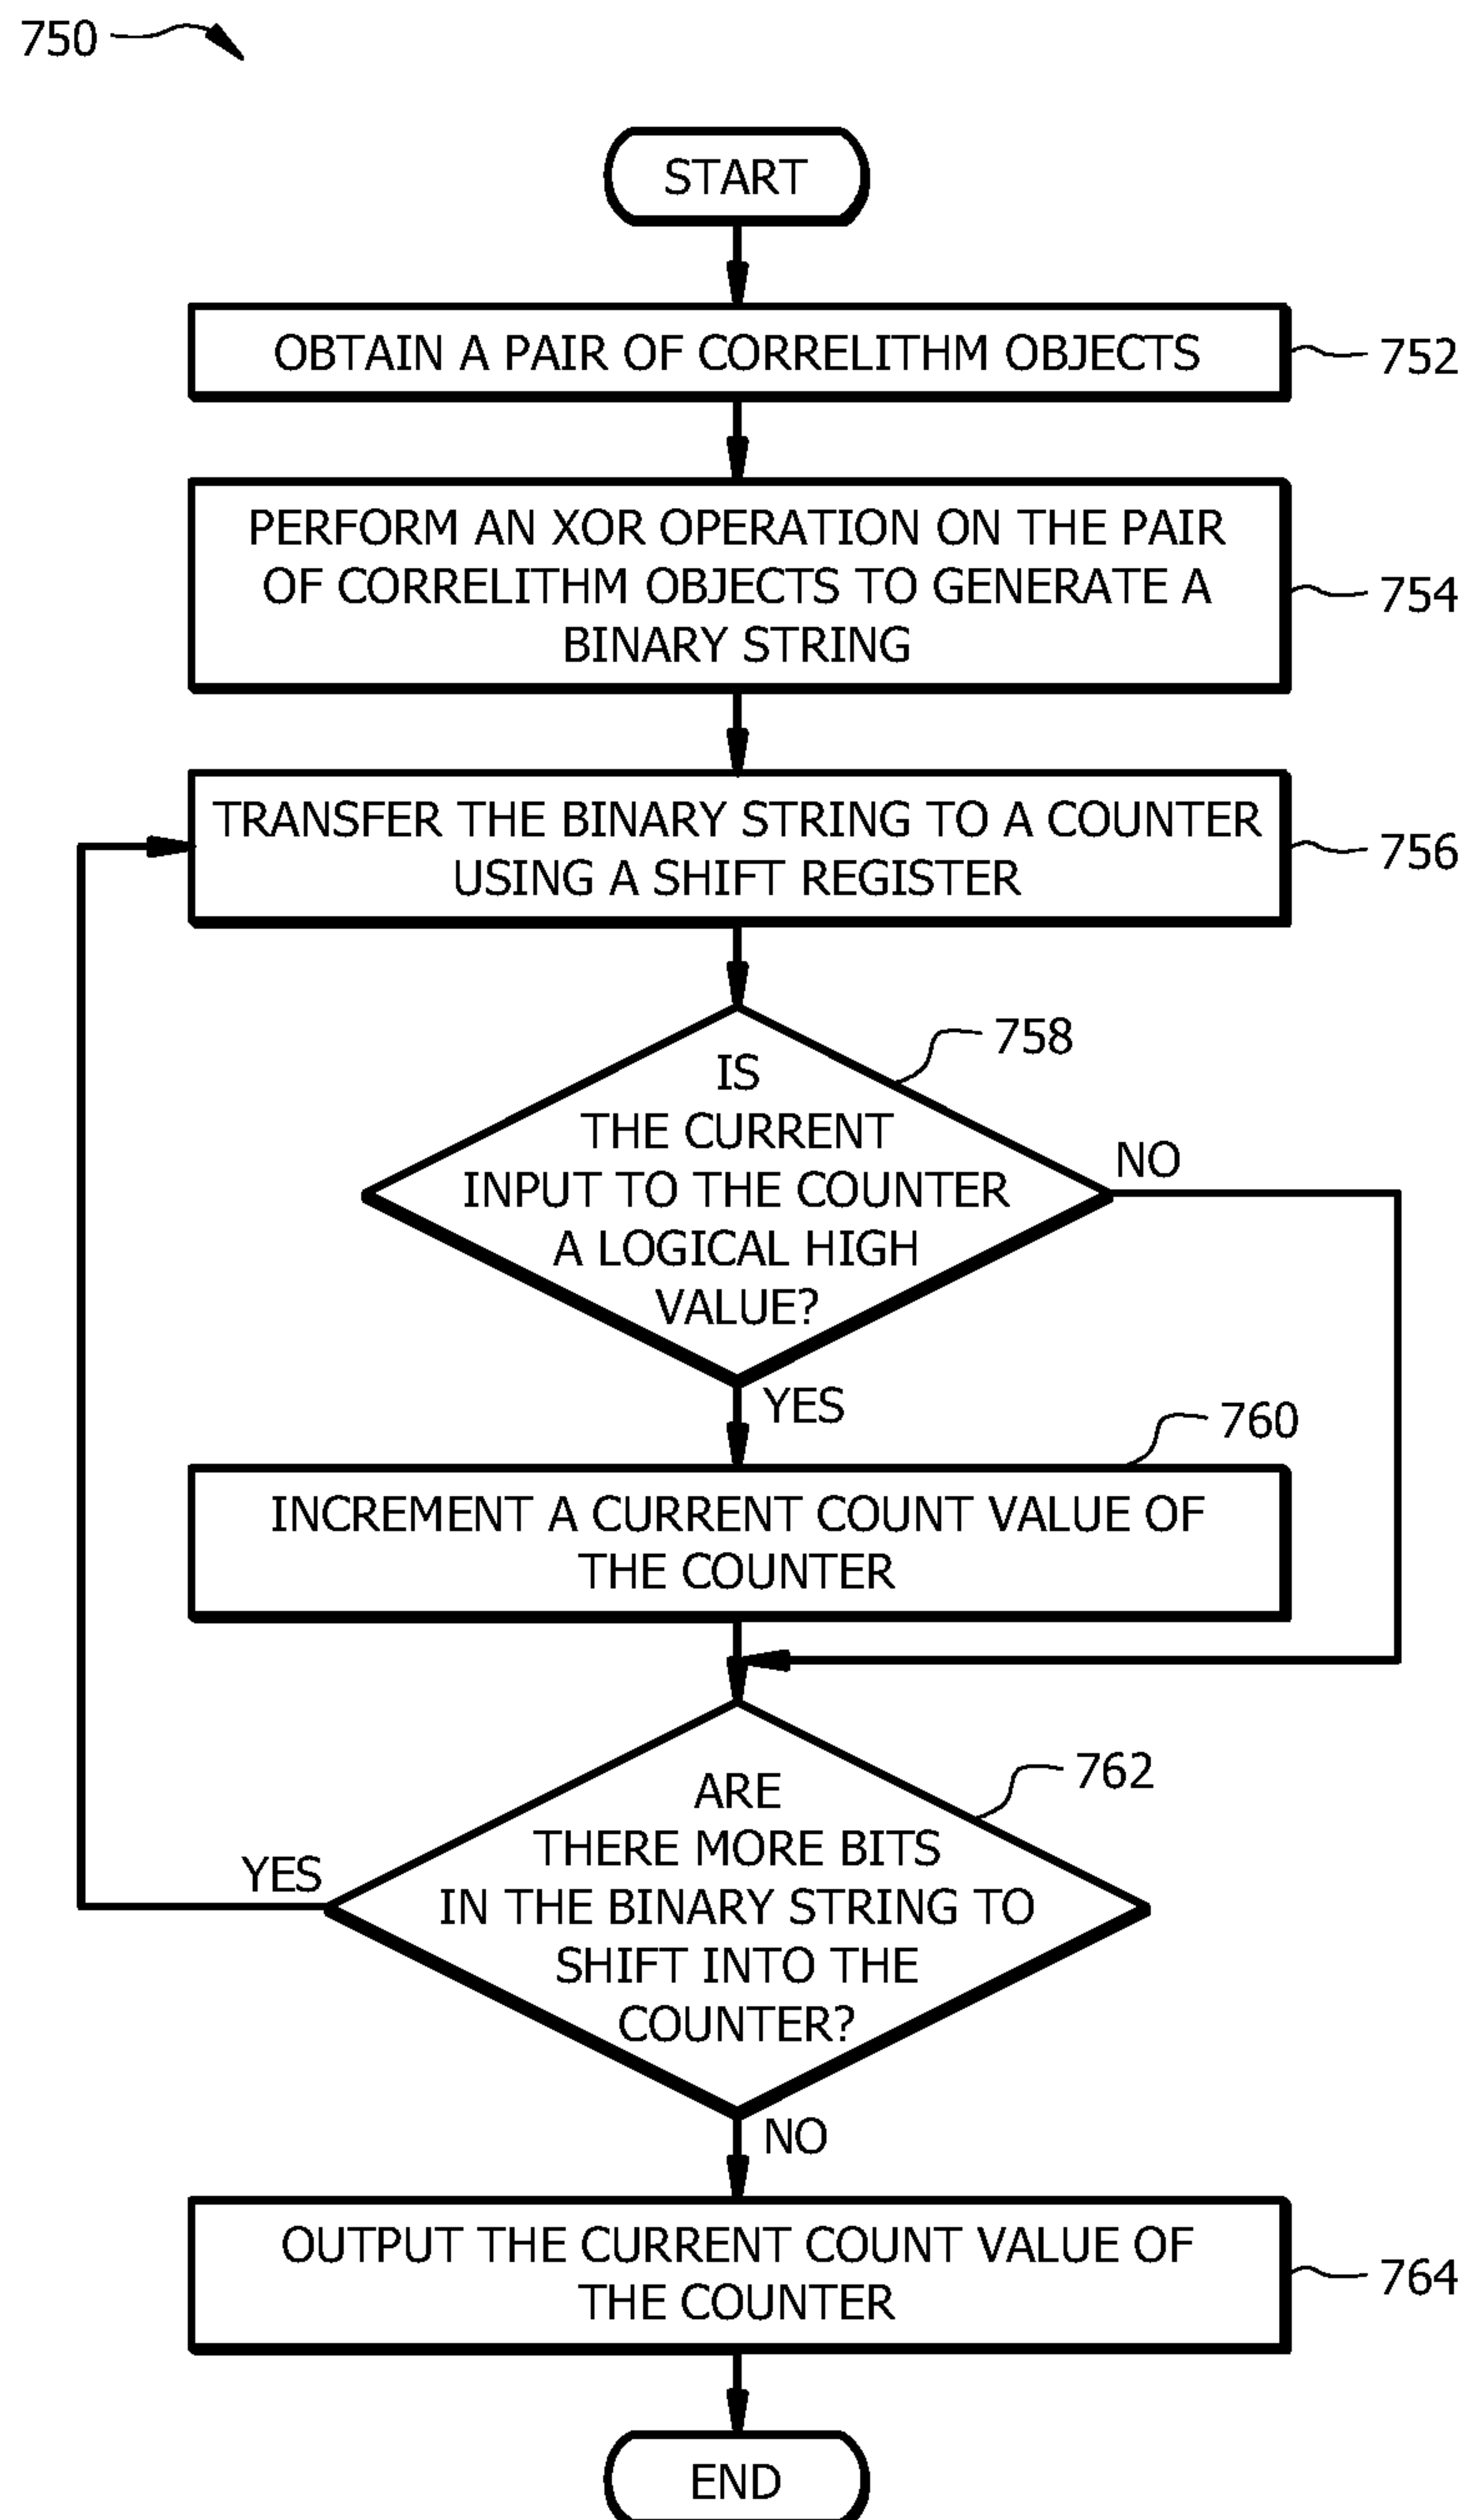 750
START
OBTAIN A PAIR OF CORRELITHM OBJECTS
752
PERFORM AN XOR OPERATION ON THE PAIR
OF CORRELITHM OBJECTS TO GENERATE A
BINARY STRING
754
TRANSFER THE BINARY STRING TO A COUNTER
USING A SHIFT REGISTER
756
758
IS
THE CURRENT
INPUT TO THE COUNTER
A LOGICAL HIGH
VALUE?
NO
YES
760
INCREMENT A CURRENT COUNT VALUE OF
THE COUNTER
762
ARE
THERE MORE BITS
IN THE BINARY STRING TO
SHIFT INTO THE
COUNTER?
YES
NO
OUTPUT THE CURRENT COUNT VALUE OF
THE COUNTER
764
END